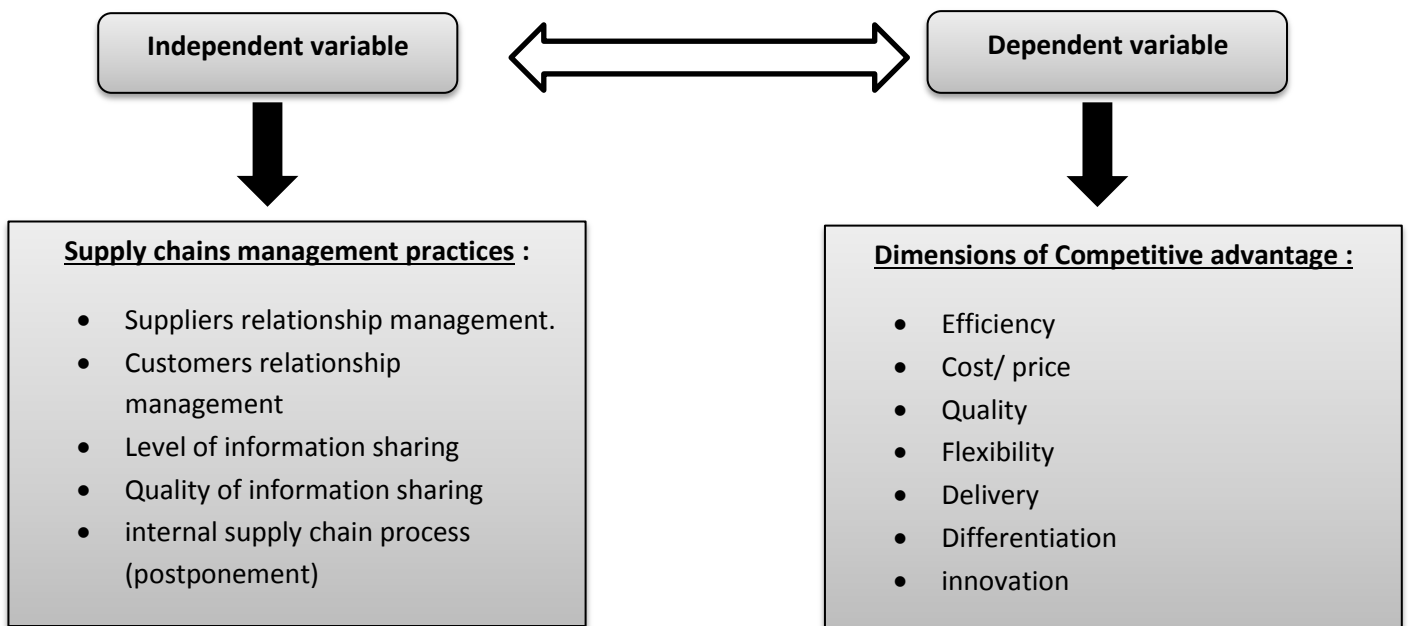 Independent variable
Dependent variable
Supply chains management practices :
• Suppliers relationship management.
• Customers relationship
management
• Level of information sharing
• Quality of information sharing
• internal supply chain process
(postponement)
Dimensions of Competitive advantage :
• Efficiency
• Cost/ price
• Quality
• Flexibility
• Delivery
• Differentiation
• innovation